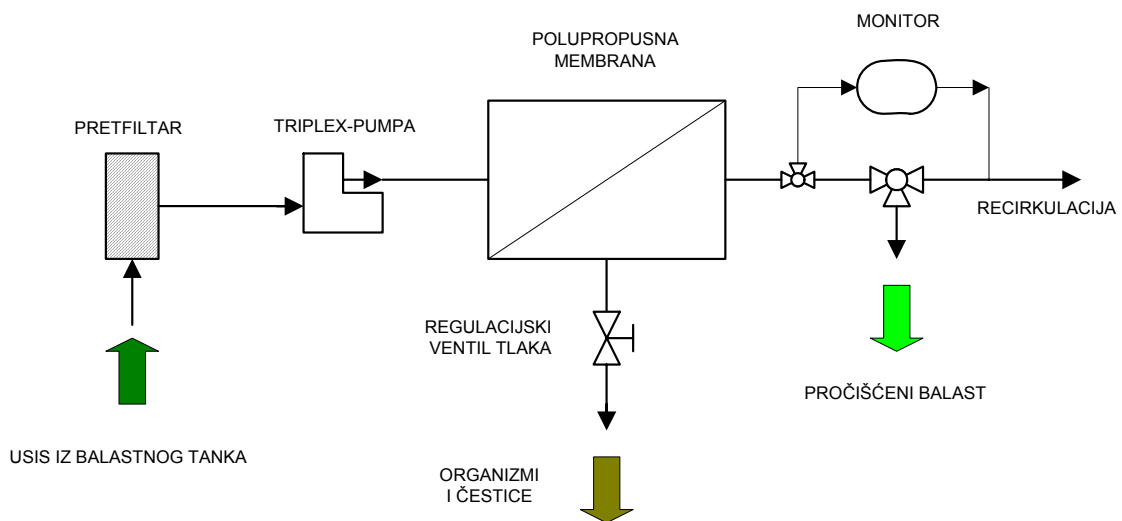 MONITOR
POLUPROPUSNA
MEMBRANA
PRETFILTAR
TRIPLEX-PUMPA
RECIRKULACIJA
REGULACIJSKI
VENTIL TLAKA
PROČIŠĆENI BALAST
USIS IZ BALASTNOG TANKA
ORGANIZMI
I ČESTICE